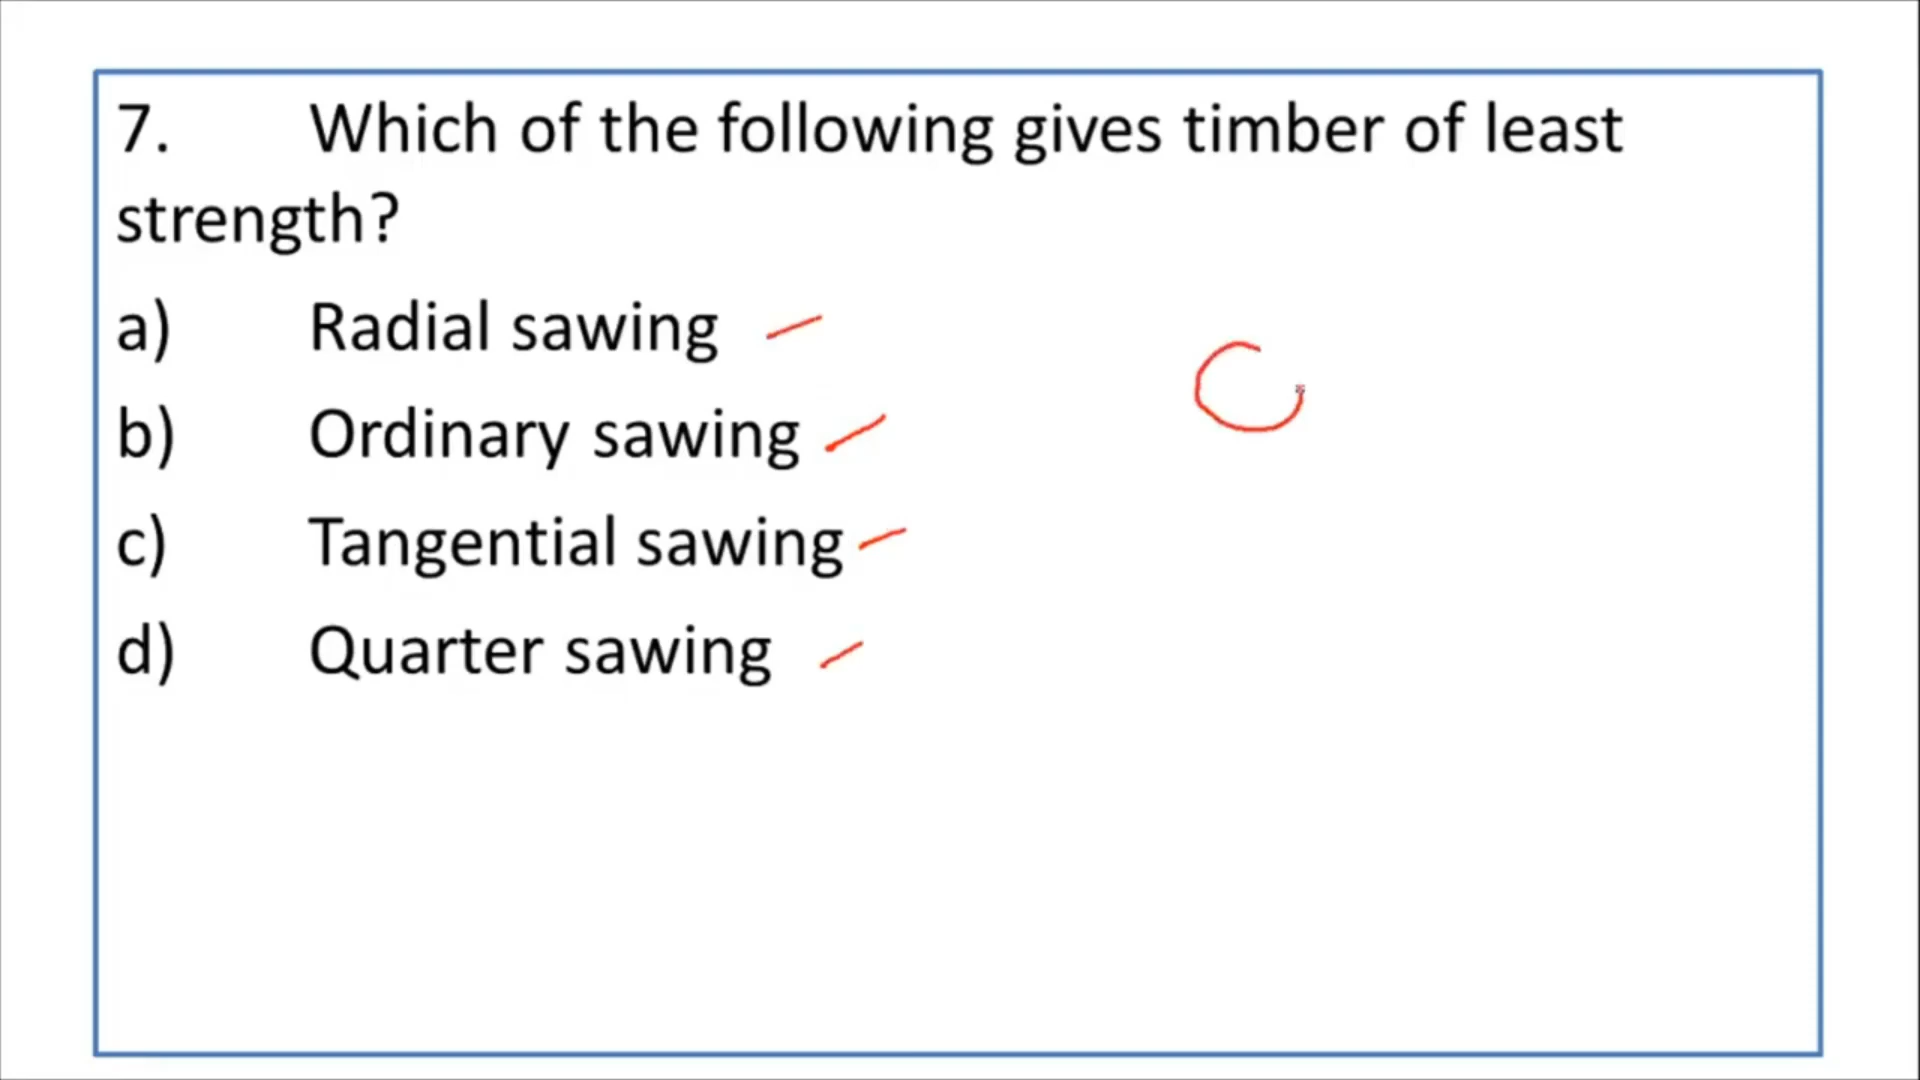 7. Which of the following gives timber of least
strength?
a) Radial sawing
b) Ordinary sawing
c) Tangential sawing
d) Quarter sawing